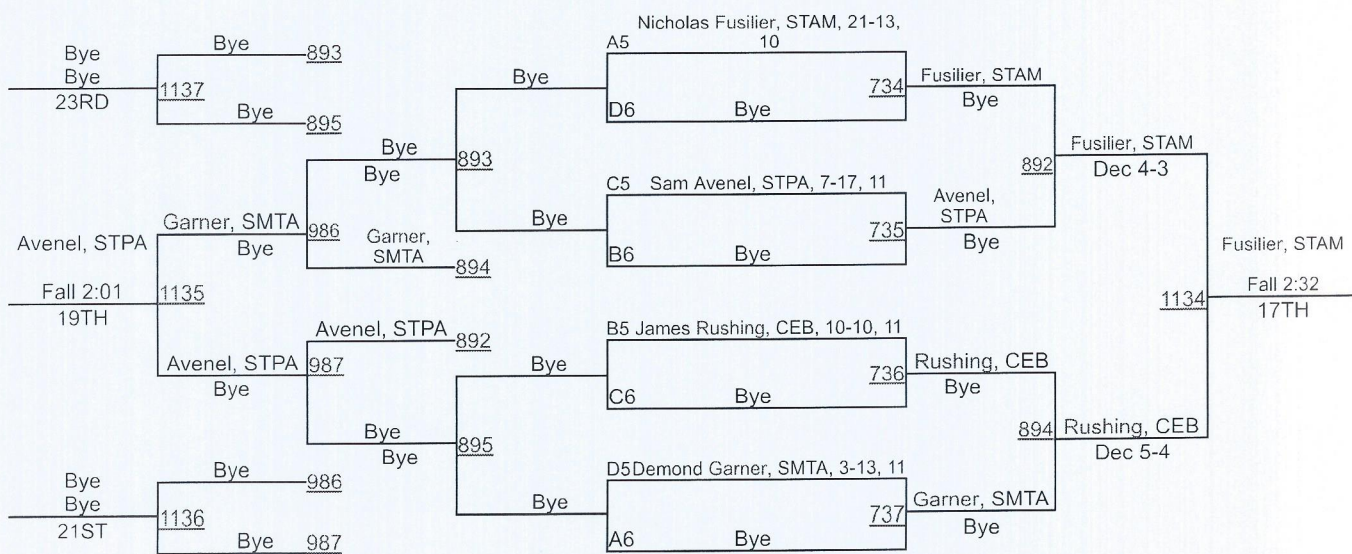 Nicholas Fusilier, STAM, 21-13,
10
A5
Bye
893
Bye
Bye
23RD
1137
Bye
895
Bye
734
Fusilier, STAM
Bye
D6
Bye
Bye
Bye
893
892
Fusilier, STAM
Dec 4-3
C5 Sam Avenel, STPA, 7-17, 11
Garner, SMTA
Bye
986
Garner,
SMTA
894
Bye
735
Avenel,
STPA
Bye
B6
Bye
Avenel, STPA
Fall 2:01
19TH
1135
Fusilier, STAM
1134
Fall 2:32
17TH
Avenel, STPA
Bye
987
Avenel, STPA
892
B5 James Rushing, CEB, 10-10, 11
Bye
736
Rushing, CEB
Bye
C6
Bye
Bye
Bye
895
894
Rushing, CEB
Dec 5-4
D5 Demond Garner, SMTA, 3-13, 11
Bye
986
Bye
Bye
21ST
1136
Bye
987
Bye
737
Garner, SMTA
Bye
A6
Bye